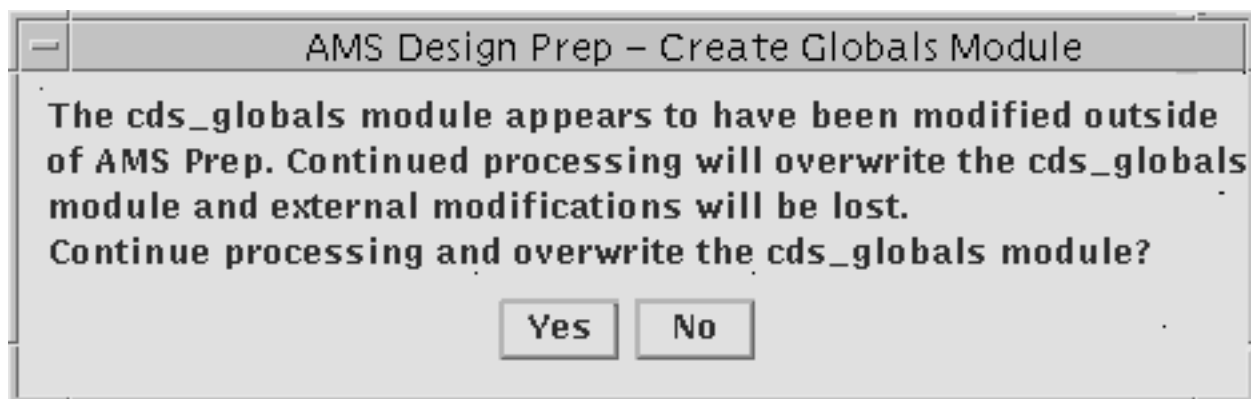 AMS Design Prep – Create Globals Module
The cds_globals module appears to have been modified outside
of AMS Prep. Continued processing will overwrite the cds_globals
module and external modifications will be lost.
Continue processing and overwrite the cds_globals module?
Yes No